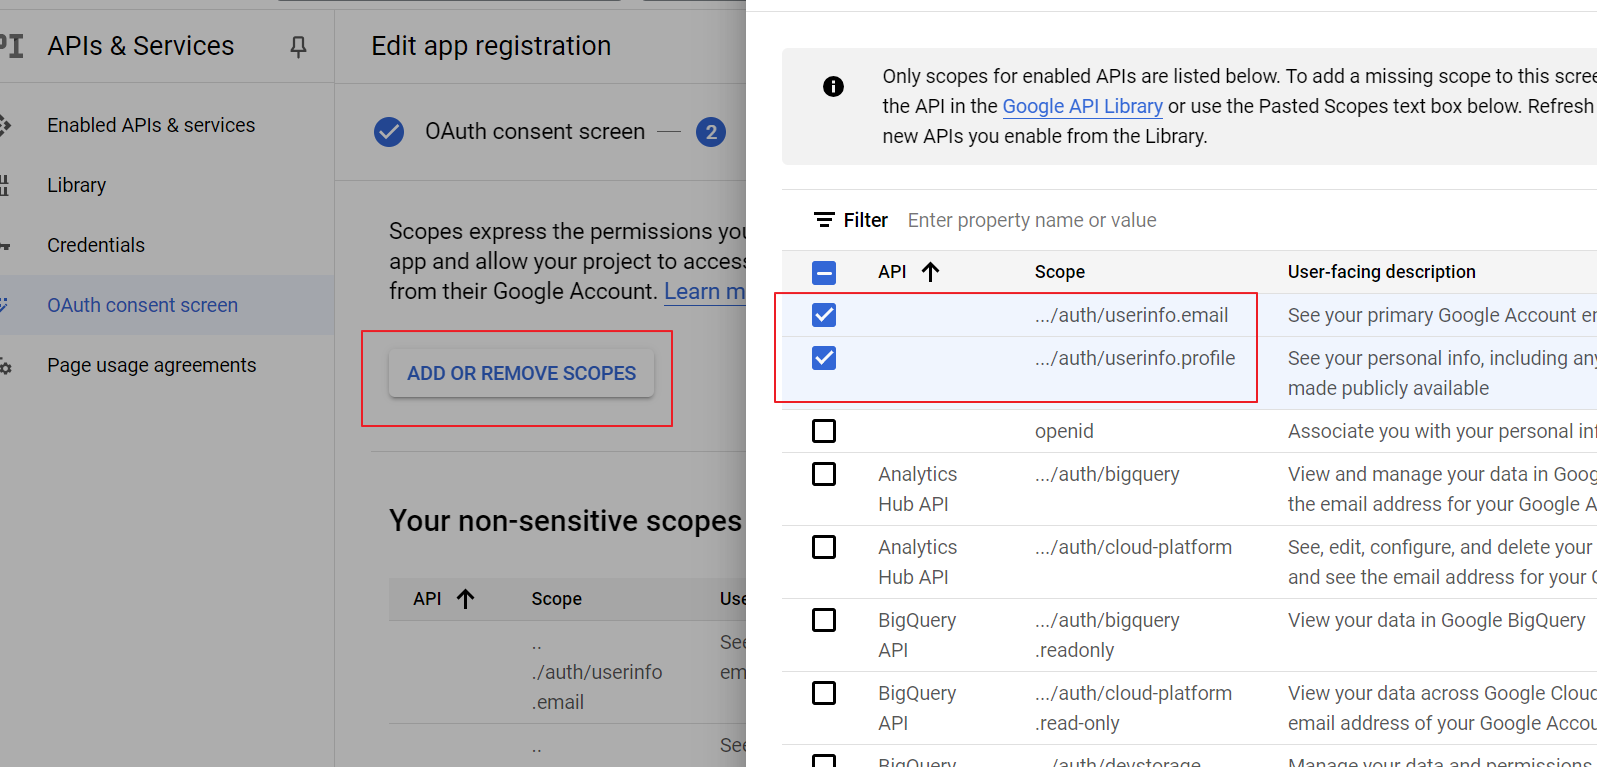 APIs & Services
Enabled APIs & services
Library
Credentials
OAuth consent screen
Page usage agreements
Edit app registration
OAuth consent screen
2
Scopes express the permissions you
app and allow your project to access
from their Google Account. Learn m
ADD OR REMOVE SCOPES
Your non-sensitive scopes
API Scope Use
.. See
./auth/userinfo em
.email
.. See
Only scopes for enabled APIs are listed below. To add a missing scope to this scree
the API in the Google API Library or use the Pasted Scopes text box below. Refresh
new APIs you enable from the Library.
Filter Enter property name or value
API Scope User-facing description
.../auth/userinfo.email See your primary Google Account en
.../auth/userinfo.profile See your personal info, including any
made publicly available
openid Associate you with your personal inf
Analytics .../auth/bigquery View and manage your data in Goog
Hub API the email address for your Google A
Analytics .../auth/cloud-platform See, edit, configure, and delete your
Hub API and see the email address for your G
BigQuery .../auth/bigquery View your data in Google BigQuery
API .readonly
BigQuery .../auth/cloud-platform View your data across Google Cloud
API .read-only email address of your Google Accou
BigQuery .../auth/devstorage Manage your data and permissions